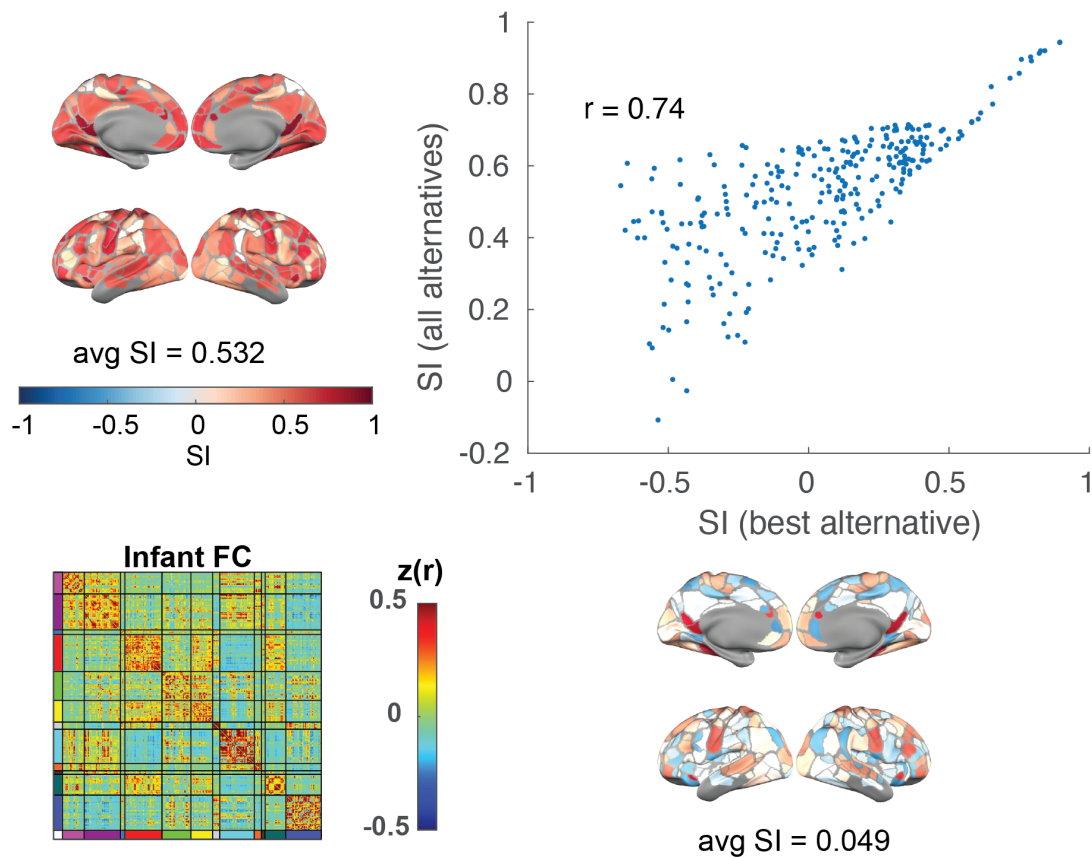 avg SI = 0.532
-1 -0.5 0 0.5 1
SI
1
0.8
0.6
0.4
0.2
0
-0.2
r = 0.74
SI (all alternatives)
-1 -0.5 0 0.5 1
SI (best alternative)
Infant FC
z(r)
0.5
0
-0.5
avg SI = 0.049